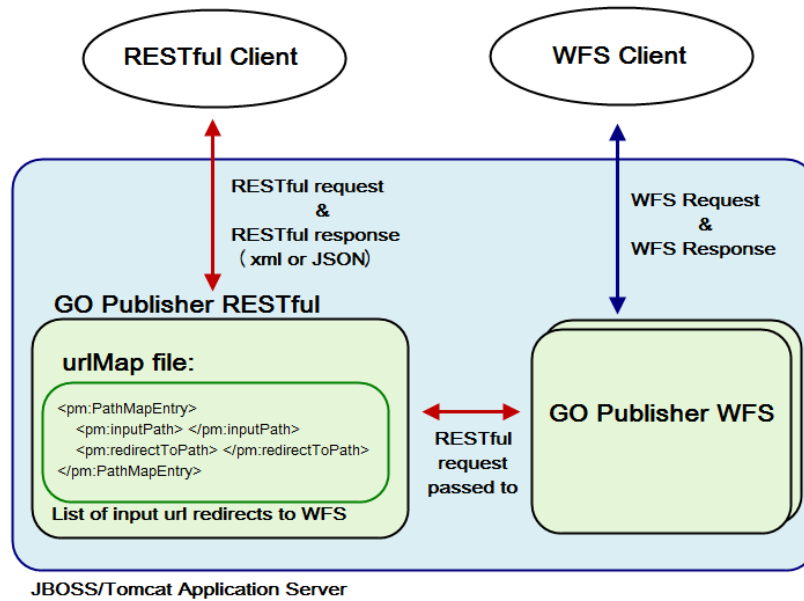 RESTful Client
WFS Client
RESTful request
&
RESTful response
( xml or JSON)
WFS Request
&
WFS Response
GO Publisher RESTful
urlMap file:
<pm:PathMapEntry>
<pm:inputPath> </pm:inputPath>
<pm:redirectToPath> </pm:redirectToPath>
</pm:PathMapEntry>
List of input url redirects to WFS
RESTful
request
passed to
GO Publisher WFS
JBOSS/Tomcat Application Server